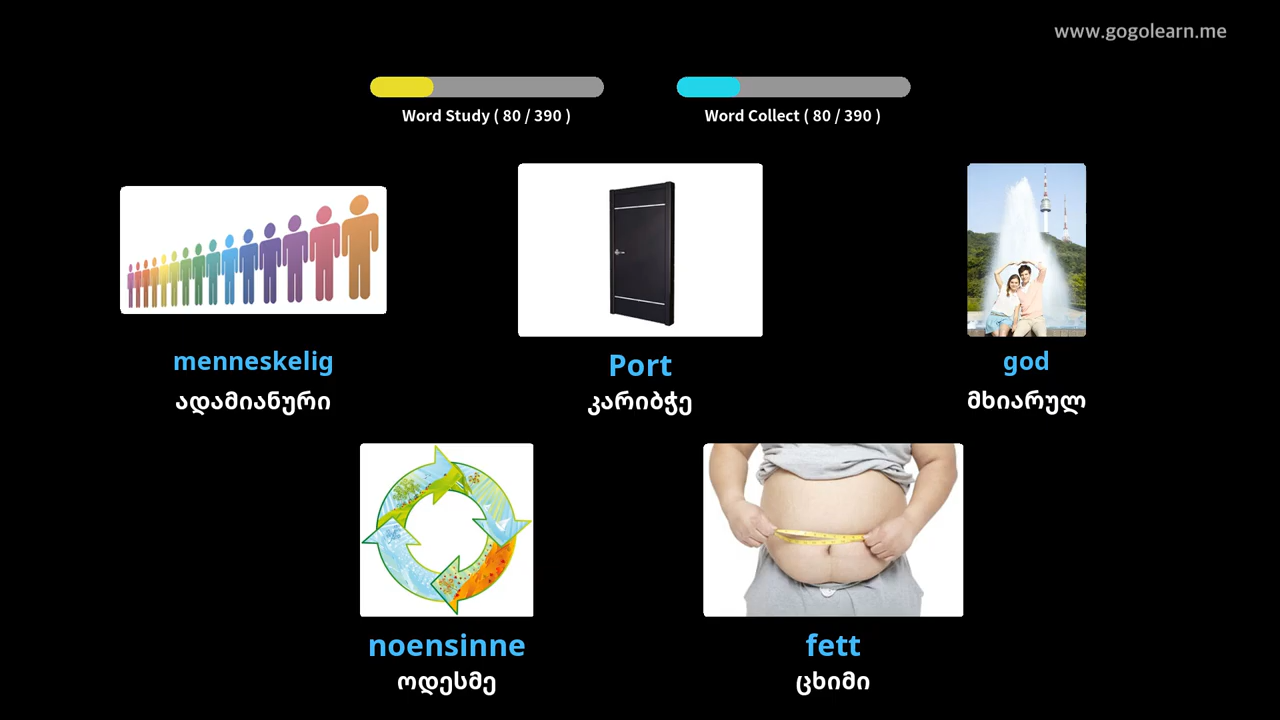 www.gogolearn.me
Word Study ( 80 / 390 )
Word Collect ( 80 / 390 )
menneskelig
ადამიანური
Port
კარიბჭე
god
მხიარულ
noensinne
ოდესმე
fett
ცხიმი